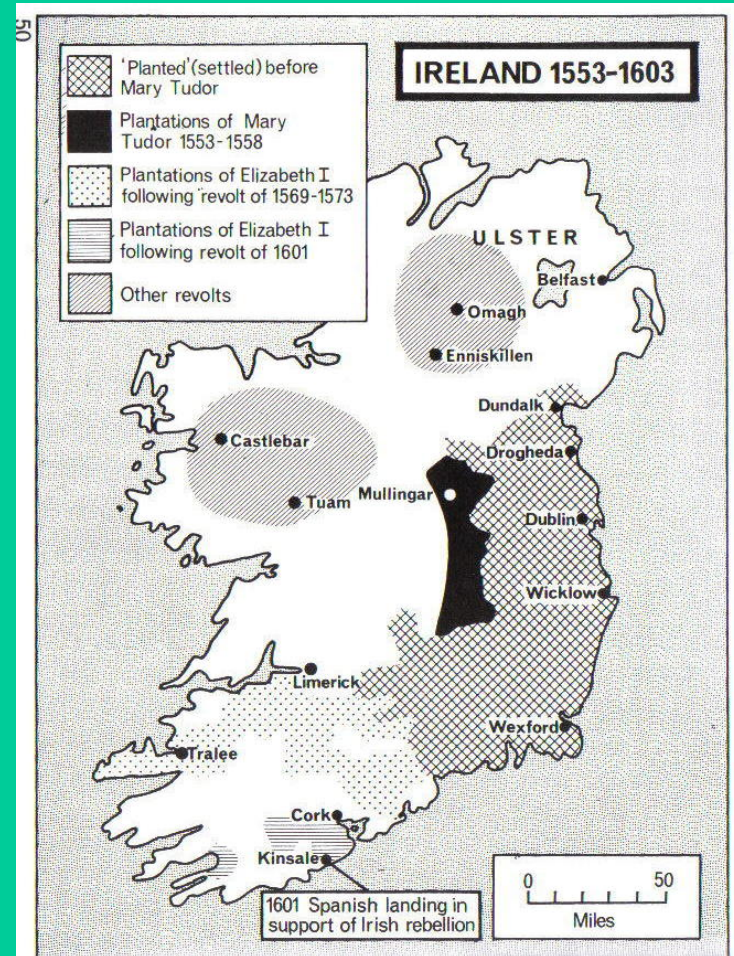 50
'Planted' (settled) before
Mary Tudor
Plantations of Mary
Tudor 1553-1558
Plantations of Elizabeth I
following revolt of 1569-1573
Plantations of Elizabeth I
following revolt of 1601
Other revolts
IRELAND 1553-1603
ULSTER
Belfast
Omagh
Enniskillen
Dundalk
Castlebar
Drogheda
Tuam
Mullingar
Dublin
Wicklow
Limerick
Wexford
Tralee
Cork
Kinsale
1601 Spanish landing in
support of Irish rebellion
0 50
Miles